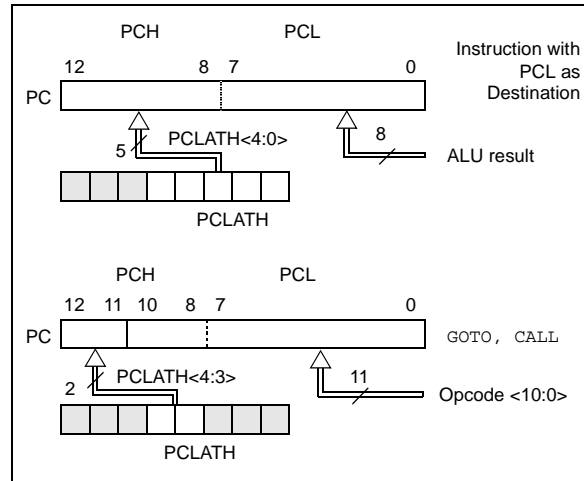 PCH PCL
12 8 7 0
Instruction with
PCL as
Destination
PC
5 PCLATH<4:0> 8
ALU result
PCLATH
PCH PCL
12 11 10 8 7 0
PC GOTO, CALL
2 PCLATH<4:3> 11
Opcode <10:0>
PCLATH